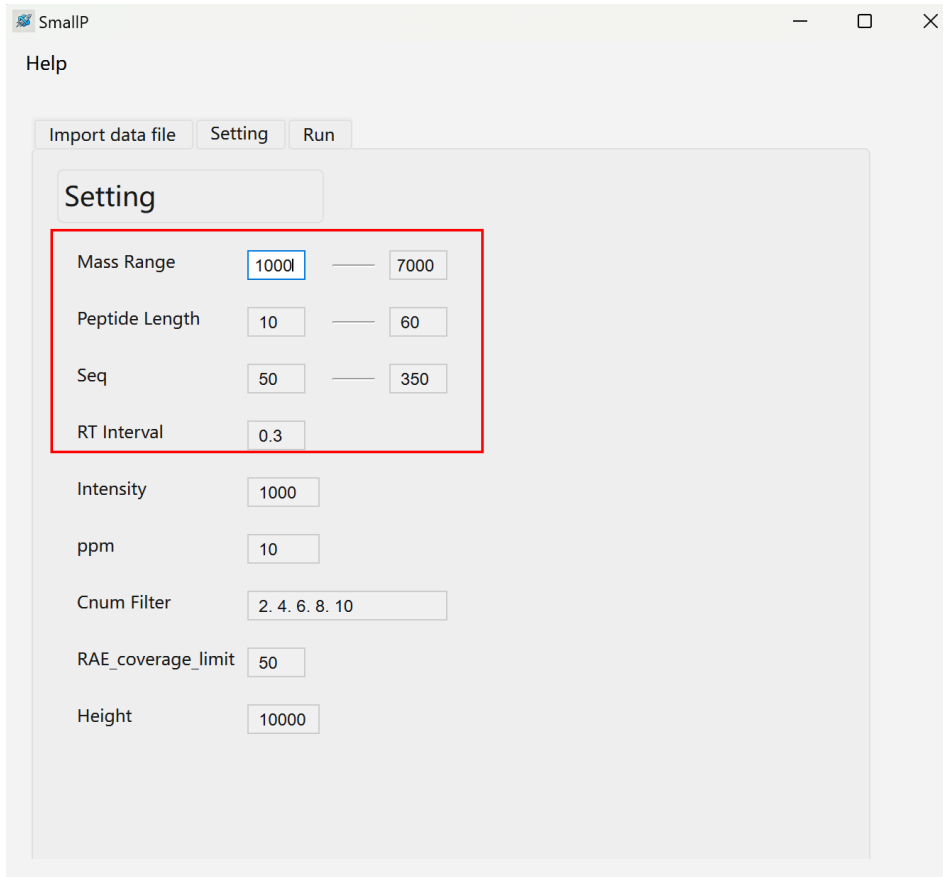 SmallP
Help
Import data file Setting Run
Setting
Mass Range 1000 7000
Peptide Length 10 60
Seq 50 350
RT Interval 0.3
Intensity 1000
ppm 10
Cnum Filter 2. 4. 6. 8. 10
RAE_coverage_limit 50
Height 10000